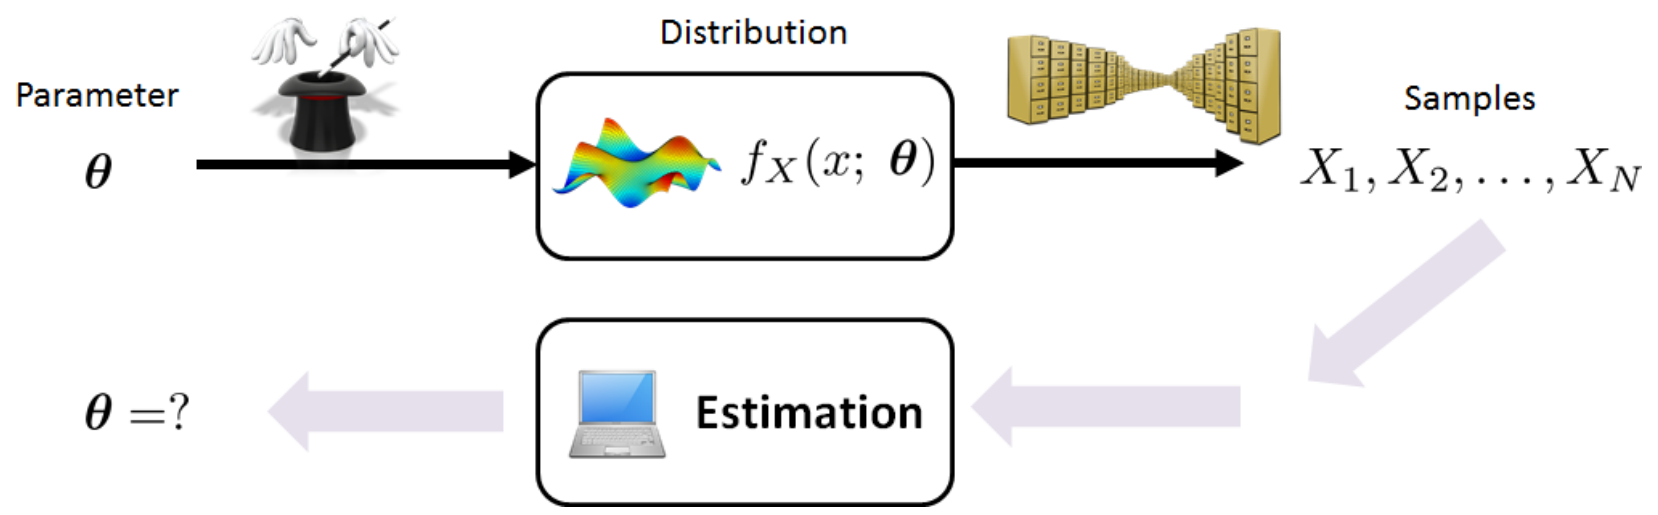 Parameter
θ
Distribution
f_X(x; θ)
Samples
X_1, X_2, . . . , X_N
Estimation
θ =?